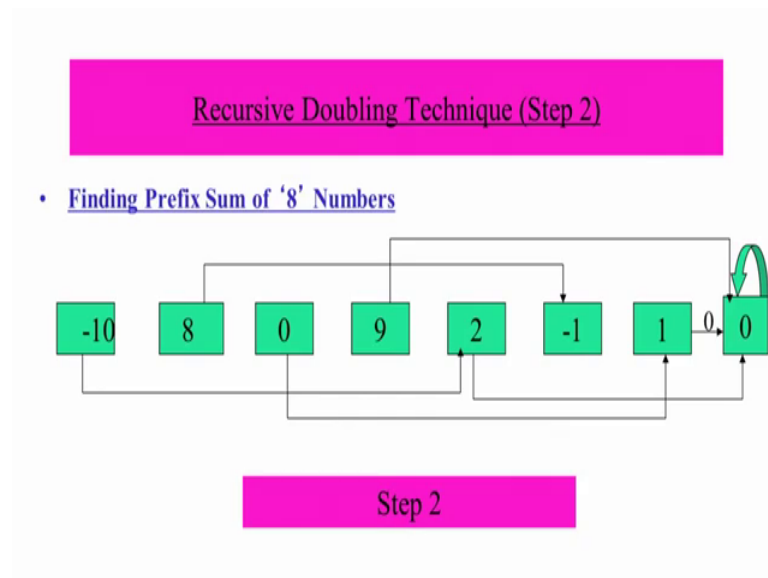 Recursive Doubling Technique (Step 2)
• Finding Prefix Sum of ‘8’ Numbers
-10 8 0 9 2 -1 1 0 0
Step 2